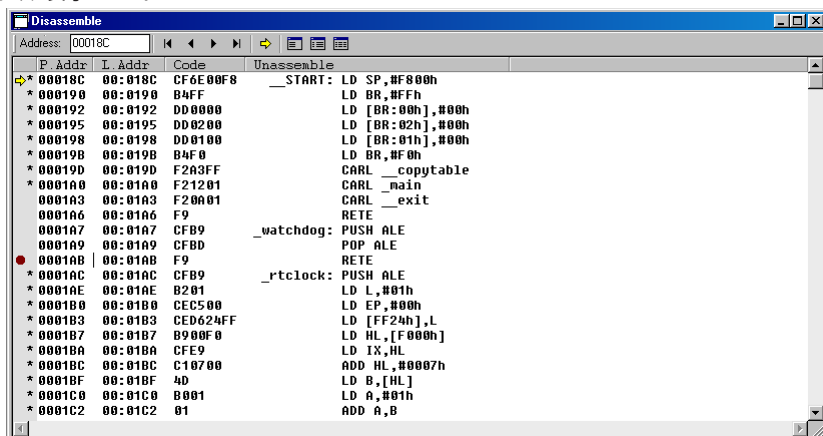 Disassemble
Address: 00018C
P.Addr L.Addr Code Unassemble
* 00018C 00:018C CF6E00F8 __START: LD SP,#F800h
* 000190 00:0190 B4FF LD BR,#FFh
* 000192 00:0192 DD0000 LD [BR:00h],#00h
* 000195 00:0195 DD0200 LD [BR:02h],#00h
* 000198 00:0198 DD0100 LD [BR:01h],#00h
* 00019B 00:019B B4F0 LD BR,#F0h
* 00019D 00:019D F2A3FF CARL __copytable
* 0001A0 00:01A0 F21201 CARL _main
0001A3 00:01A3 F20A01 CARL __exit
0001A6 00:01A6 F9 RETE
0001A7 00:01A7 CFB9 _watchdog: PUSH ALE
0001A9 00:01A9 CFBD POP ALE
0001AB 00:01AB F9 RETE
* 0001AC 00:01AC CFB9 _rtclock: PUSH ALE
* 0001AE 00:01AE B201 LD L,#01h
* 0001B0 00:01B0 CEC500 LD EP,#00h
* 0001B3 00:01B3 CED624FF LD [FF24h],L
* 0001B7 00:01B7 B900F0 LD HL,[F000h]
* 0001BA 00:01BA CFE9 LD IX,HL
* 0001BC 00:01BC C10700 ADD HL,#0007h
* 0001BF 00:01BF 4D LD B,[HL]
* 0001C0 00:01C0 B001 LD A,#01h
* 0001C2 00:01C2 01 ADD A,B